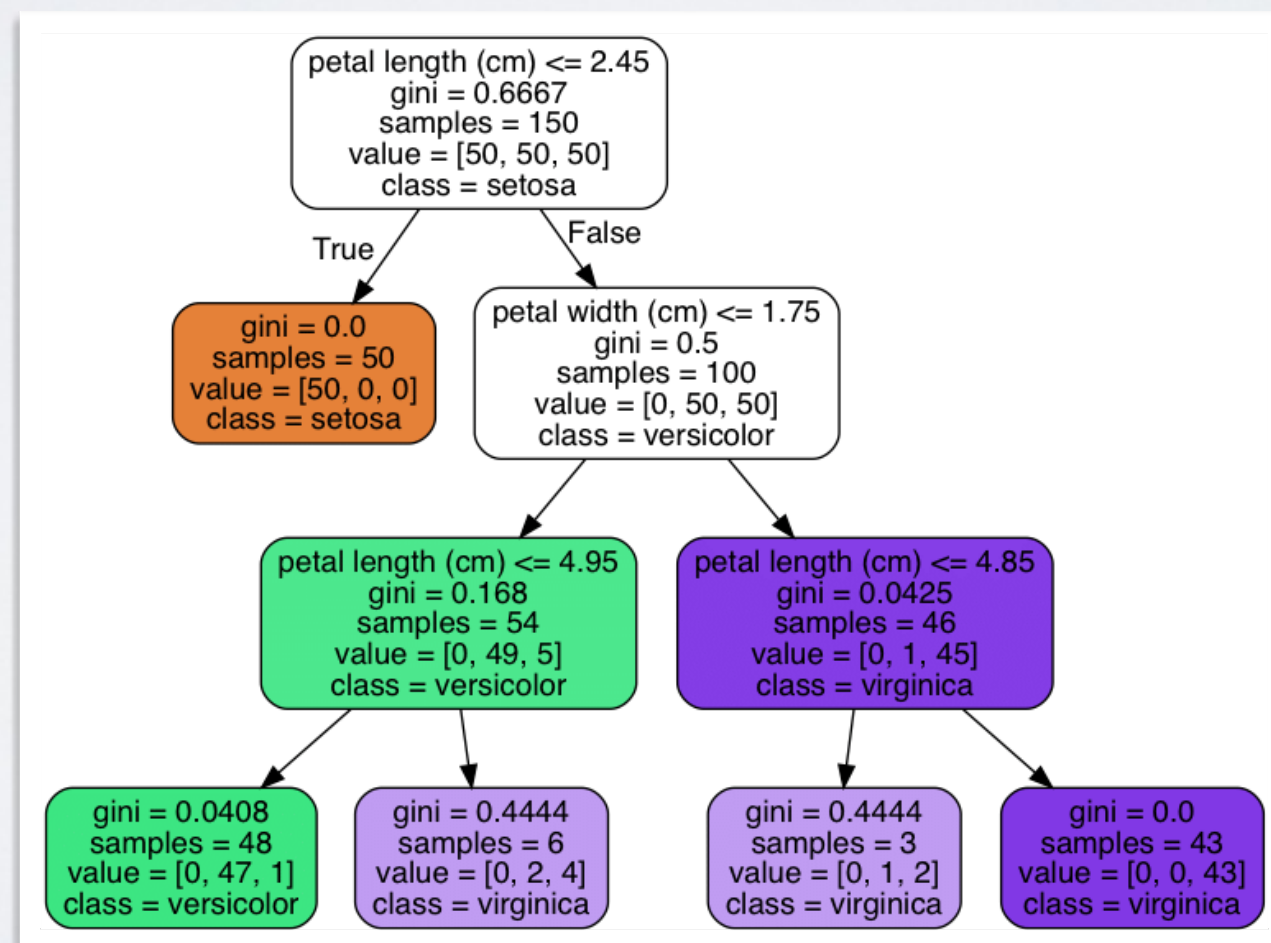 petal length (cm) <= 2.45
gini = 0.6667
samples = 150
value = [50, 50, 50]
class = setosa
True
False
gini = 0.0
samples = 50
value = [50, 0, 0]
class = setosa
petal width (cm) <= 1.75
gini = 0.5
samples = 100
value = [0, 50, 50]
class = versicolor
petal length (cm) <= 4.95
gini = 0.168
samples = 54
value = [0, 49, 5]
class = versicolor
petal length (cm) <= 4.85
gini = 0.0425
samples = 46
value = [0, 1, 45]
class = virginica
gini = 0.0408
samples = 48
value = [0, 47, 1]
class = versicolor
gini = 0.4444
samples = 6
value = [0, 2, 4]
class = virginica
gini = 0.4444
samples = 3
value = [0, 1, 2]
class = virginica
gini = 0.0
samples = 43
value = [0, 0, 43]
class = virginica